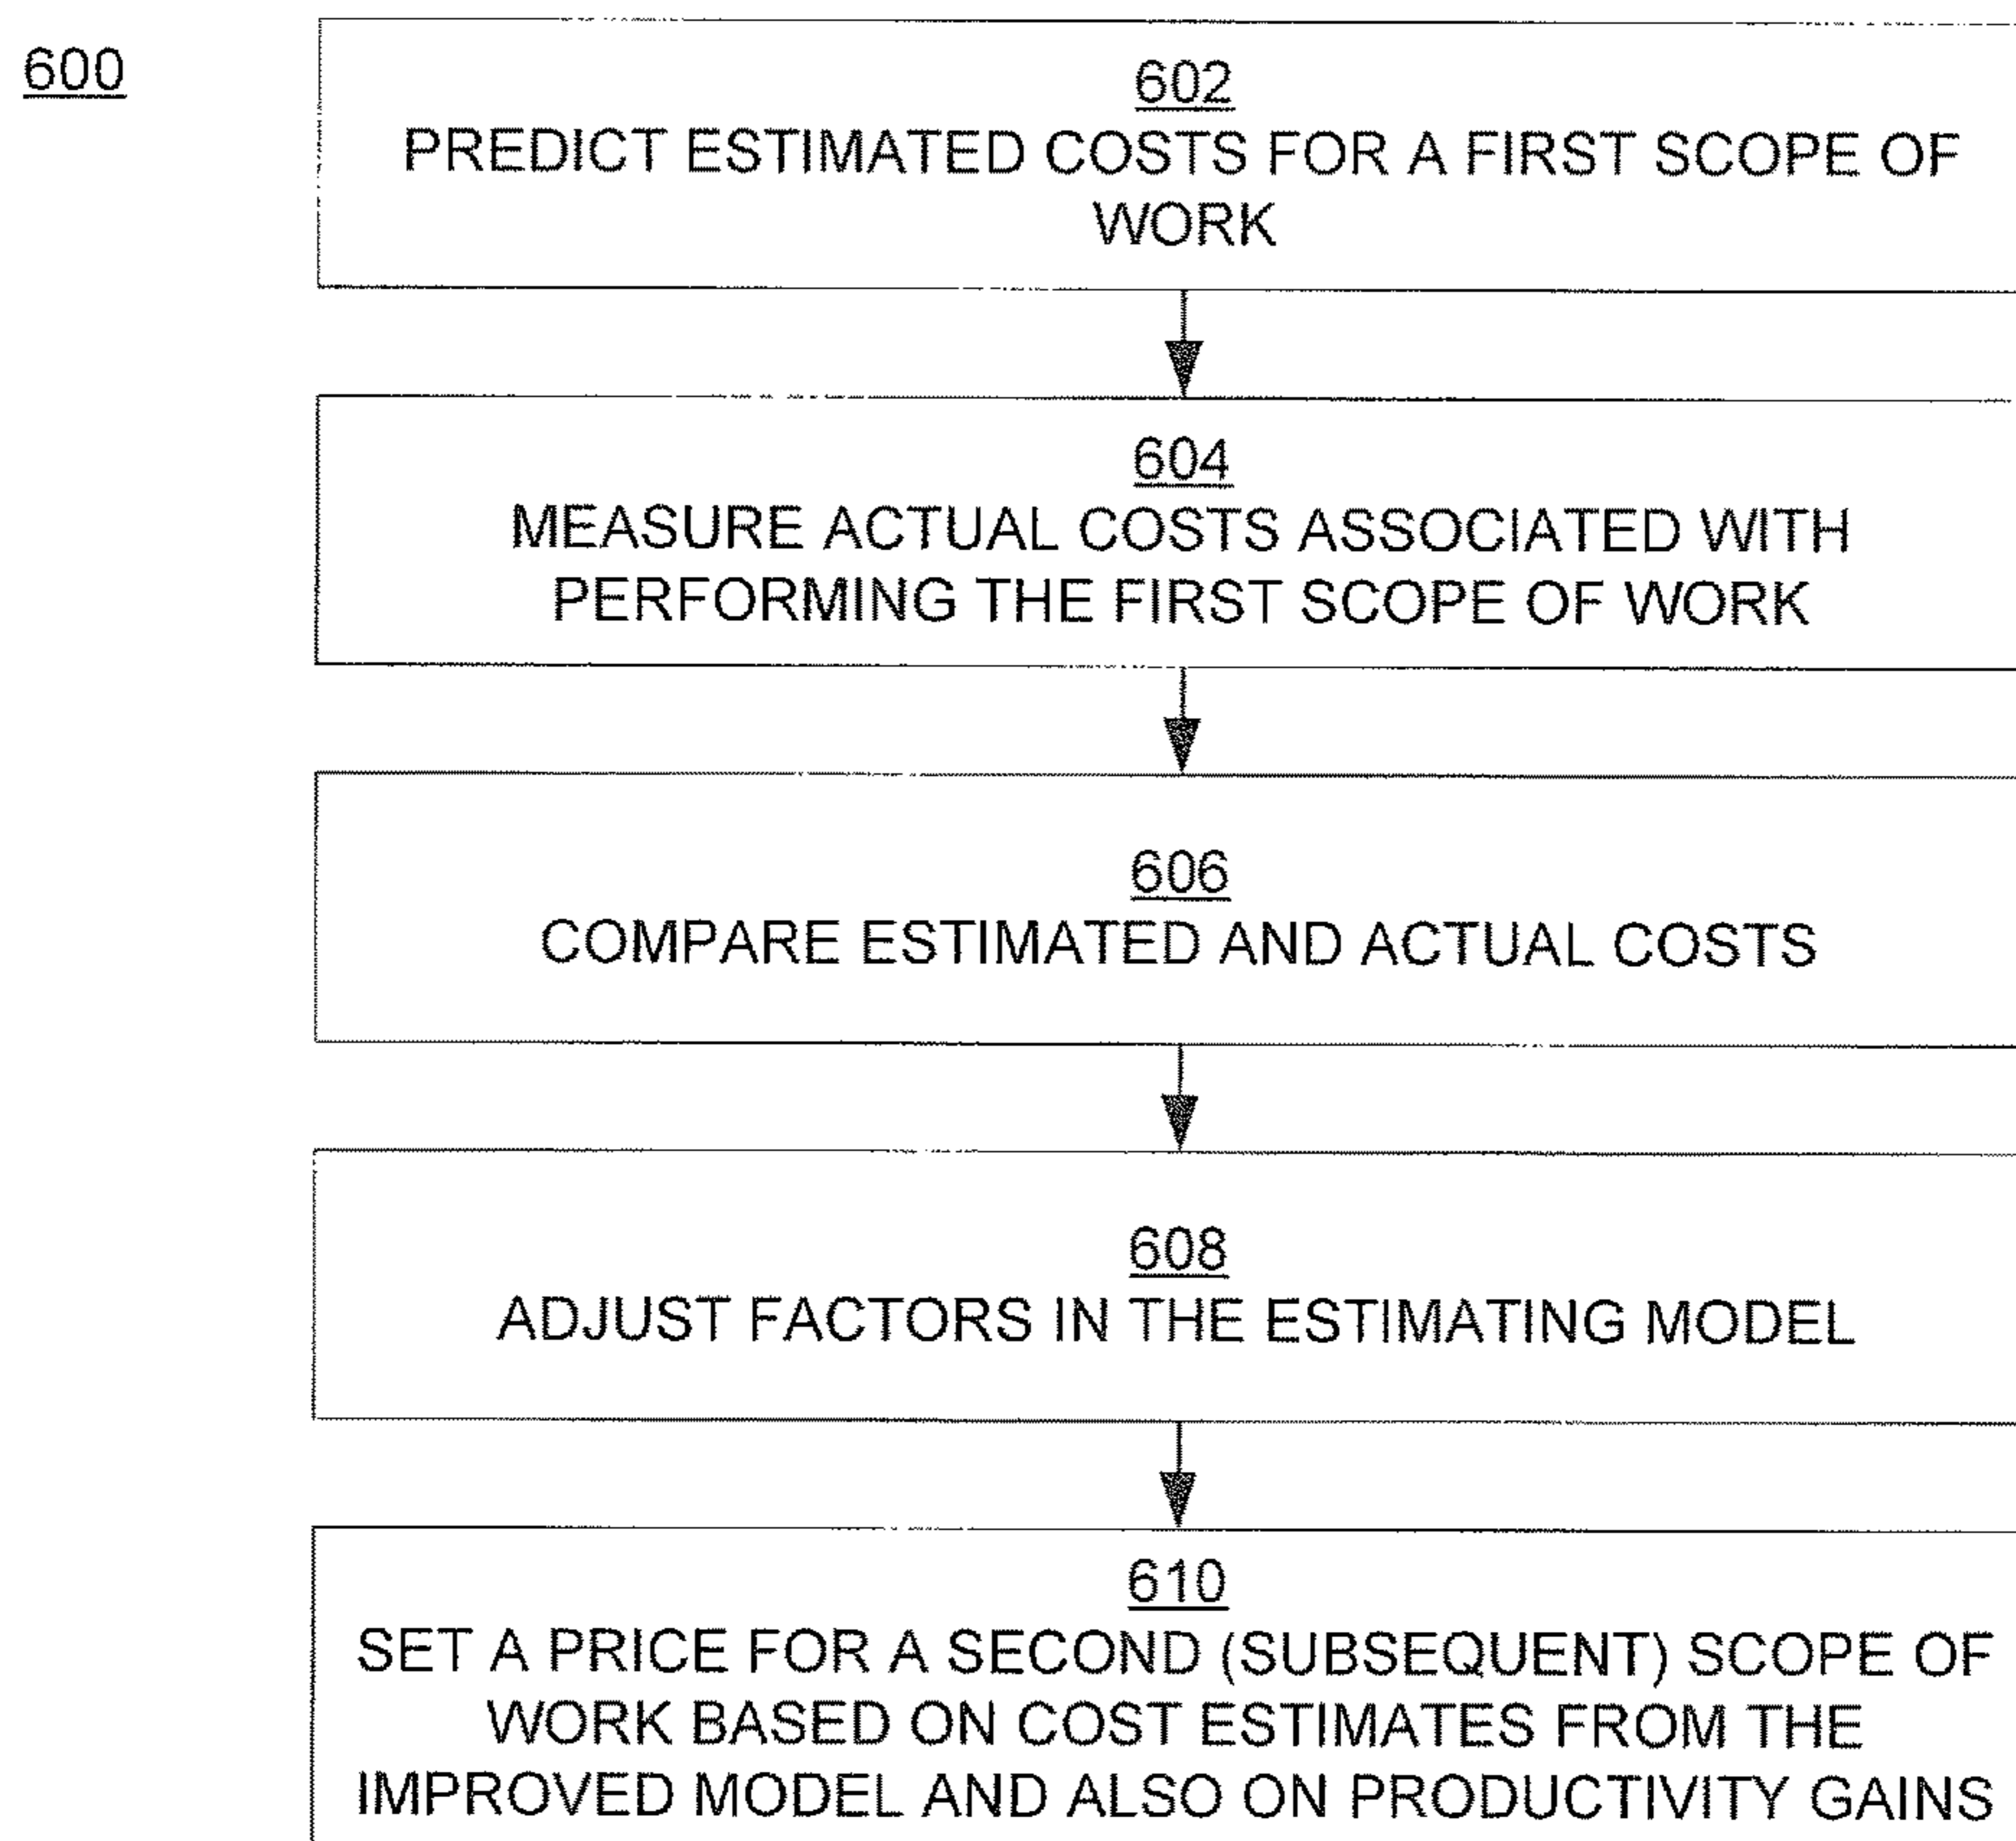 600
602
PREDICT ESTIMATED COSTS FOR A FIRST SCOPE OF
WORK
604
MEASURE ACTUAL COSTS ASSOCIATED WITH
PERFORMING THE FIRST SCOPE OF WORK
606
COMPARE ESTIMATED AND ACTUAL COSTS
608
ADJUST FACTORS IN THE ESTIMATING MODEL
610
SET A PRICE FOR A SECOND (SUBSEQUENT) SCOPE OF
WORK BASED ON COST ESTIMATES FROM THE
IMPROVED MODEL AND ALSO ON PRODUCTIVITY GAINS